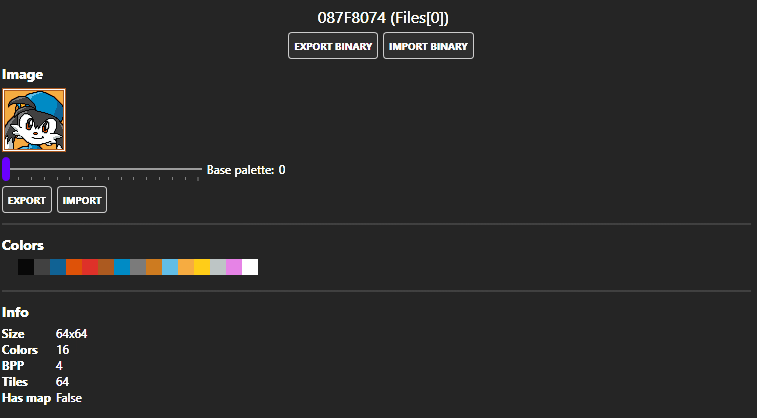 087F8074 (Files[0])
EXPORT BINARY IMPORT BINARY
Image
Base palette: 0
EXPORT IMPORT
Colors
Info
Size 64x64
Colors 16
BPP 4
Tiles 64
Has map False